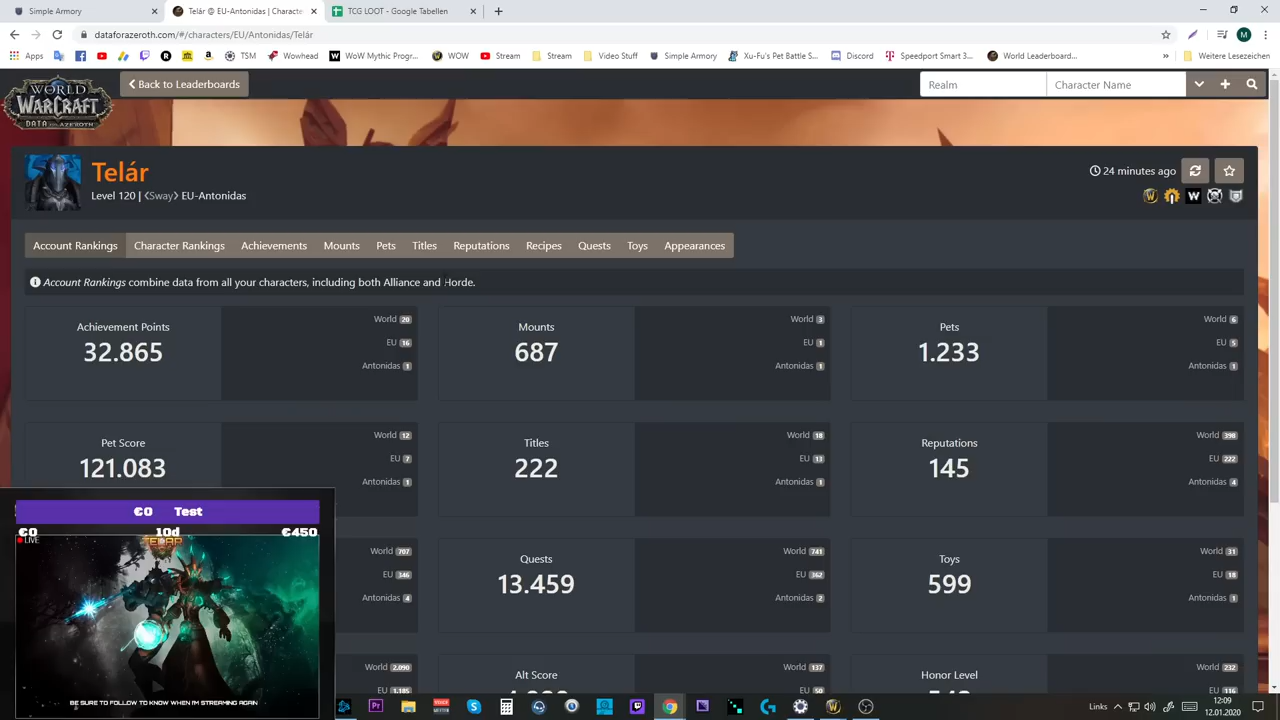 Simple Armory
Telár @ EU-Antonidas | Characte
TCG LOOT - Google Tabellen
dataforazeroth.com/#/characters/EU/Antonidas/Telár
Apps
TSM
Wowhead
WoW Mythic Progr...
WOW
Stream
Stream
Video Stuff
Simple Armory
Xu-Fu's Pet Battle S...
Discord
Speedport Smart 3...
World Leaderboard...
Weitere Lesezeichen
WORLD
WARCRAFT
DATA FOR AZEROTH
Back to Leaderboards
Realm
Character Name
Telár
24 minutes ago
Level 120 | <Sway> EU-Antonidas
Account Rankings
Character Rankings
Achievements
Mounts
Pets
Titles
Reputations
Recipes
Quests
Toys
Appearances
Account Rankings combine data from all your characters, including both Alliance and Horde.
Achievement Points
32.865
World 20
EU 16
Antonidas 1
Mounts
687
World 3
EU 1
Antonidas 1
Pets
1.233
World 6
EU 5
Antonidas 1
Pet Score
121.083
World 12
EU 7
Antonidas 1
Titles
222
World 18
EU 13
Antonidas 1
Reputations
145
World 398
EU 222
Antonidas 4
World 707
EU 346
Antonidas 4
Quests
13.459
World 741
EU 362
Antonidas 2
Toys
599
World 31
EU 18
Antonidas 1
World 2.090
EU 1.185
Alt Score
World 137
EU 50
Honor Level
World 232
EU 116
€0 Test
€0 10d €450
LIVE
TELAR
BE SURE TO FOLLOW TO KNOW WHEN I'M STREAMING AGAIN
Links
12:09
12.01.2020